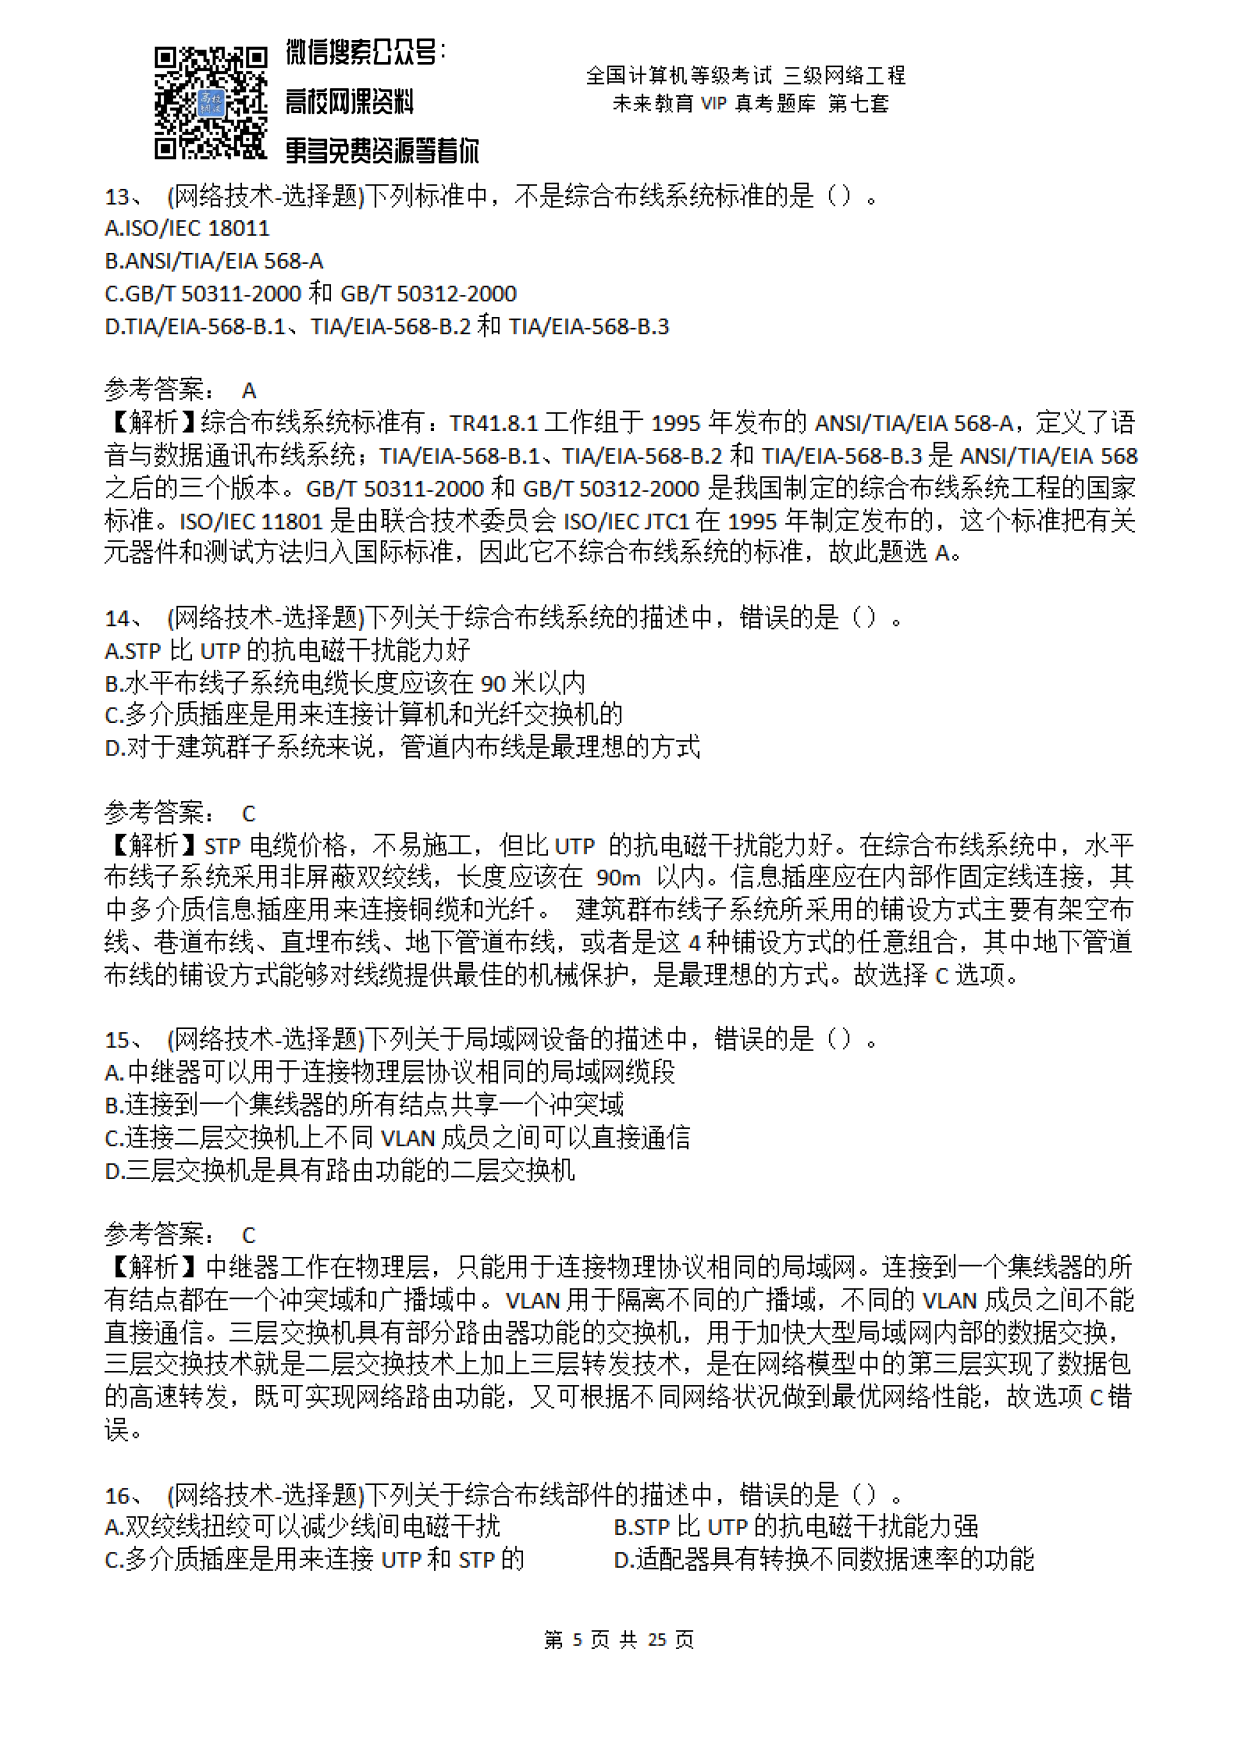 微信搜索公众号：
高校网课资料
更多免费资源等着你
全国计算机等级考试 三级网络工程
未来教育 VIP 真考题库 第七套
13、 (网络技术-选择题)下列标准中，不是综合布线系统标准的是（）。
A.ISO/IEC 18011
B.ANSI/TIA/EIA 568-A
C.GB/T 50311-2000 和 GB/T 50312-2000
D.TIA/EIA-568-B.1、TIA/EIA-568-B.2 和 TIA/EIA-568-B.3
参考答案： A
【解析】综合布线系统标准有：TR41.8.1 工作组于 1995 年发布的 ANSI/TIA/EIA 568-A，定义了语
音与数据通讯布线系统；TIA/EIA-568-B.1、TIA/EIA-568-B.2 和 TIA/EIA-568-B.3 是 ANSI/TIA/EIA 568
之后的三个版本。GB/T 50311-2000 和 GB/T 50312-2000 是我国制定的综合布线系统工程的国家
标准。ISO/IEC 11801 是由联合技术委员会 ISO/IEC JTC1 在 1995 年制定发布的，这个标准把有关
元器件和测试方法归入国际标准，因此它不综合布线系统的标准，故此题选 A。
14、 (网络技术-选择题)下列关于综合布线系统的描述中，错误的是（）。
A.STP 比 UTP 的抗电磁干扰能力好
B.水平布线子系统电缆长度应该在 90 米以内
C.多介质插座是用来连接计算机和光纤交换机的
D.对于建筑群子系统来说，管道内布线是最理想的方式
参考答案： C
【解析】STP 电缆价格，不易施工，但比 UTP 的抗电磁干扰能力好。在综合布线系统中，水平
布线子系统采用非屏蔽双绞线，长度应该在 90m 以内。信息插座应在内部作固定线连接，其
中多介质信息插座用来连接铜缆和光纤。 建筑群布线子系统所采用的铺设方式主要有架空布
线、巷道布线、直埋布线、地下管道布线，或者是这 4 种铺设方式的任意组合，其中地下管道
布线的铺设方式能够对线缆提供最佳的机械保护，是最理想的方式。故选择 C 选项。
15、 (网络技术-选择题)下列关于局域网设备的描述中，错误的是（）。
A.中继器可以用于连接物理层协议相同的局域网缆段
B.连接到一个集线器的所有结点共享一个冲突域
C.连接二层交换机上不同 VLAN 成员之间可以直接通信
D.三层交换机是具有路由功能的二层交换机
参考答案： C
【解析】中继器工作在物理层，只能用于连接物理协议相同的局域网。连接到一个集线器的所
有结点都在一个冲突域和广播域中。VLAN 用于隔离不同的广播域，不同的 VLAN 成员之间不能
直接通信。三层交换机具有部分路由器功能的交换机，用于加快大型局域网内部的数据交换，
三层交换技术就是二层交换技术上加上三层转发技术，是在网络模型中的第三层实现了数据包
的高速转发，既可实现网络路由功能，又可根据不同网络状况做到最优网络性能，故选项 C 错
误。
16、 (网络技术-选择题)下列关于综合布线部件的描述中，错误的是（）。
A.双绞线扭绞可以减少线间电磁干扰 B.STP 比 UTP 的抗电磁干扰能力强
C.多介质插座是用来连接 UTP 和 STP 的 D.适配器具有转换不同数据速率的功能
第 5 页 共 25 页